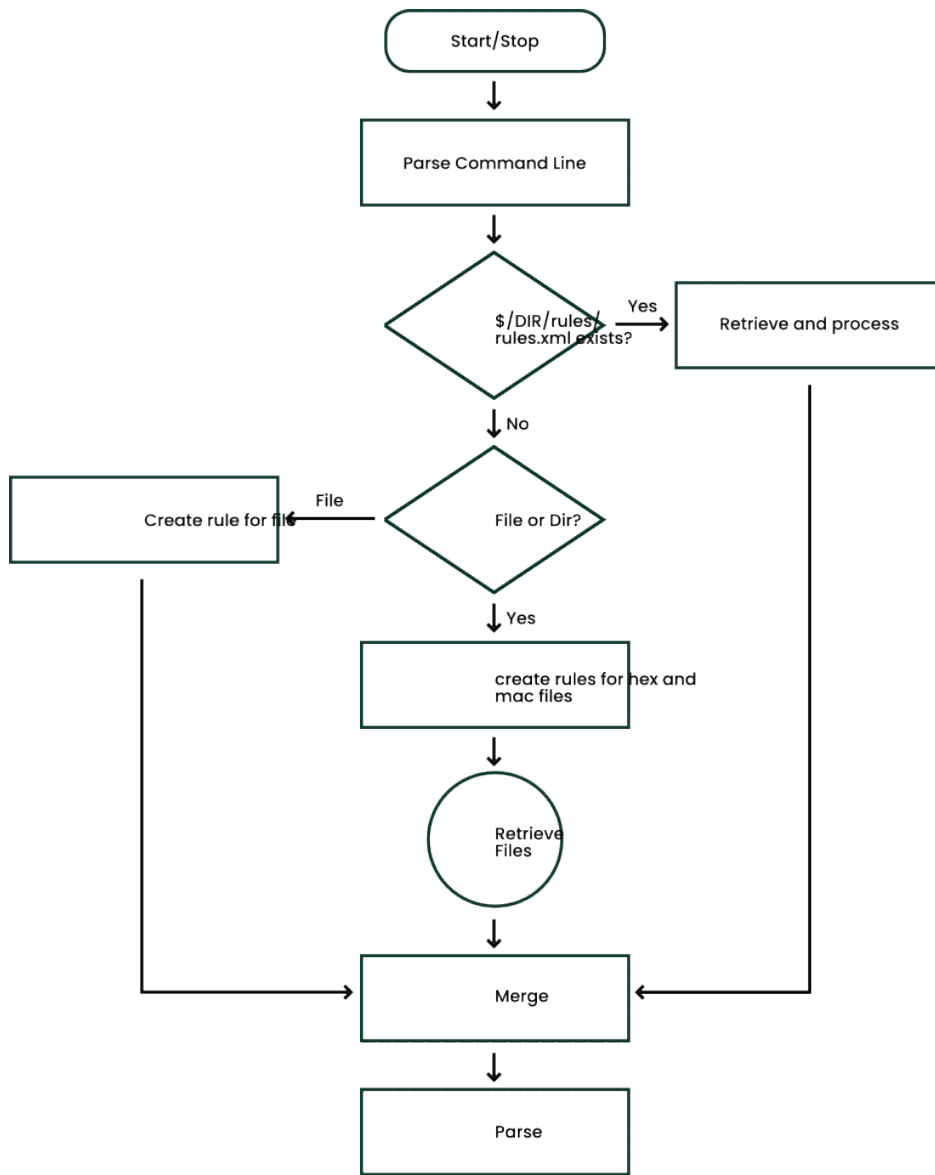 Start/Stop
Parse Command Line
$/DIR/rules/
rules.xml exists?
Yes
Retrieve and process
No
File or Dir?
File
Create rule for file
Yes
create rules for hex and
mac files
Retrieve
Files
Merge
Parse